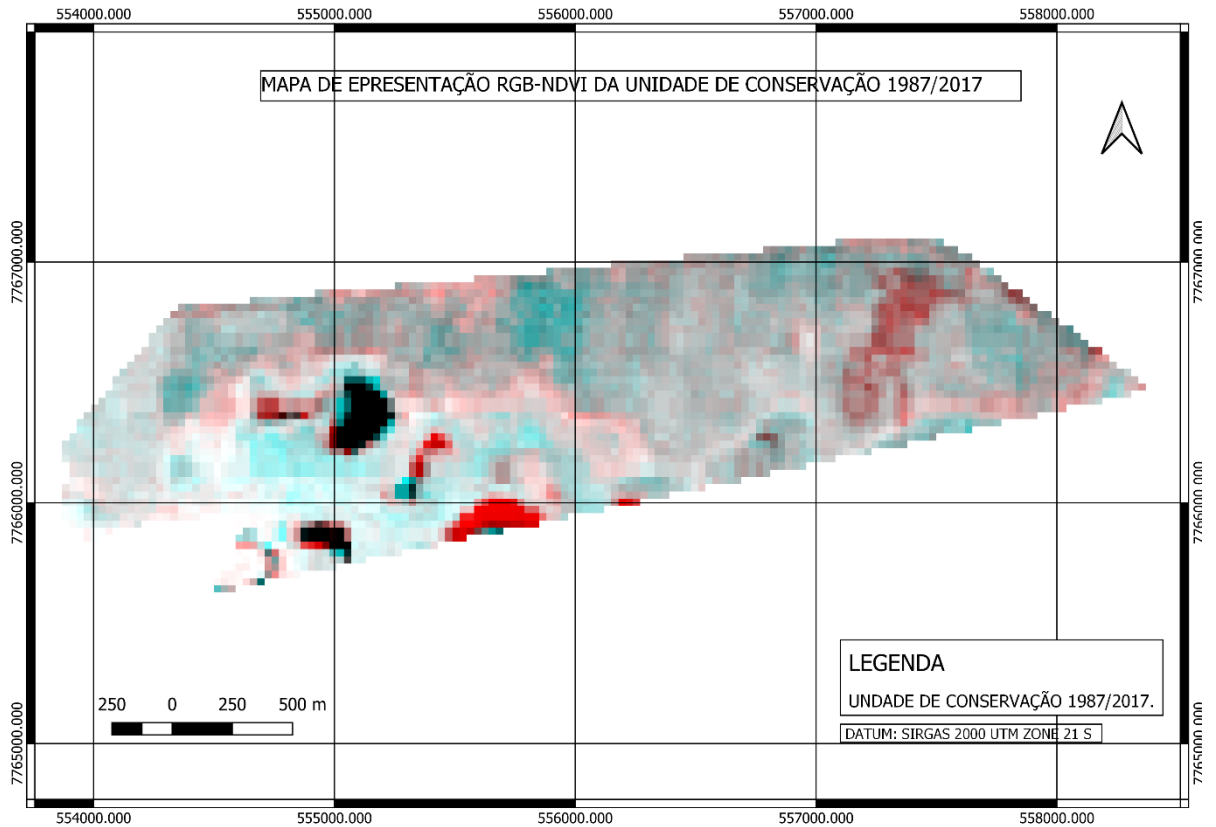 554000.000 555000.000 556000.000 557000.000 558000.000
MAPA DE EPRESENTAÇÃO RGB-NDVI DA UNIDADE DE CONSERVAÇÃO 1987/2017
7767000.000 7767000.000
7766000.000 7766000.000
250 0 250 500 m
LEGENDA
UNDADE DE CONSERVAÇÃO 1987/2017.
DATUM: SIRGAS 2000 UTM ZONE 21 S
7765000.000 7765000.000
554000.000 555000.000 556000.000 557000.000 558000.000